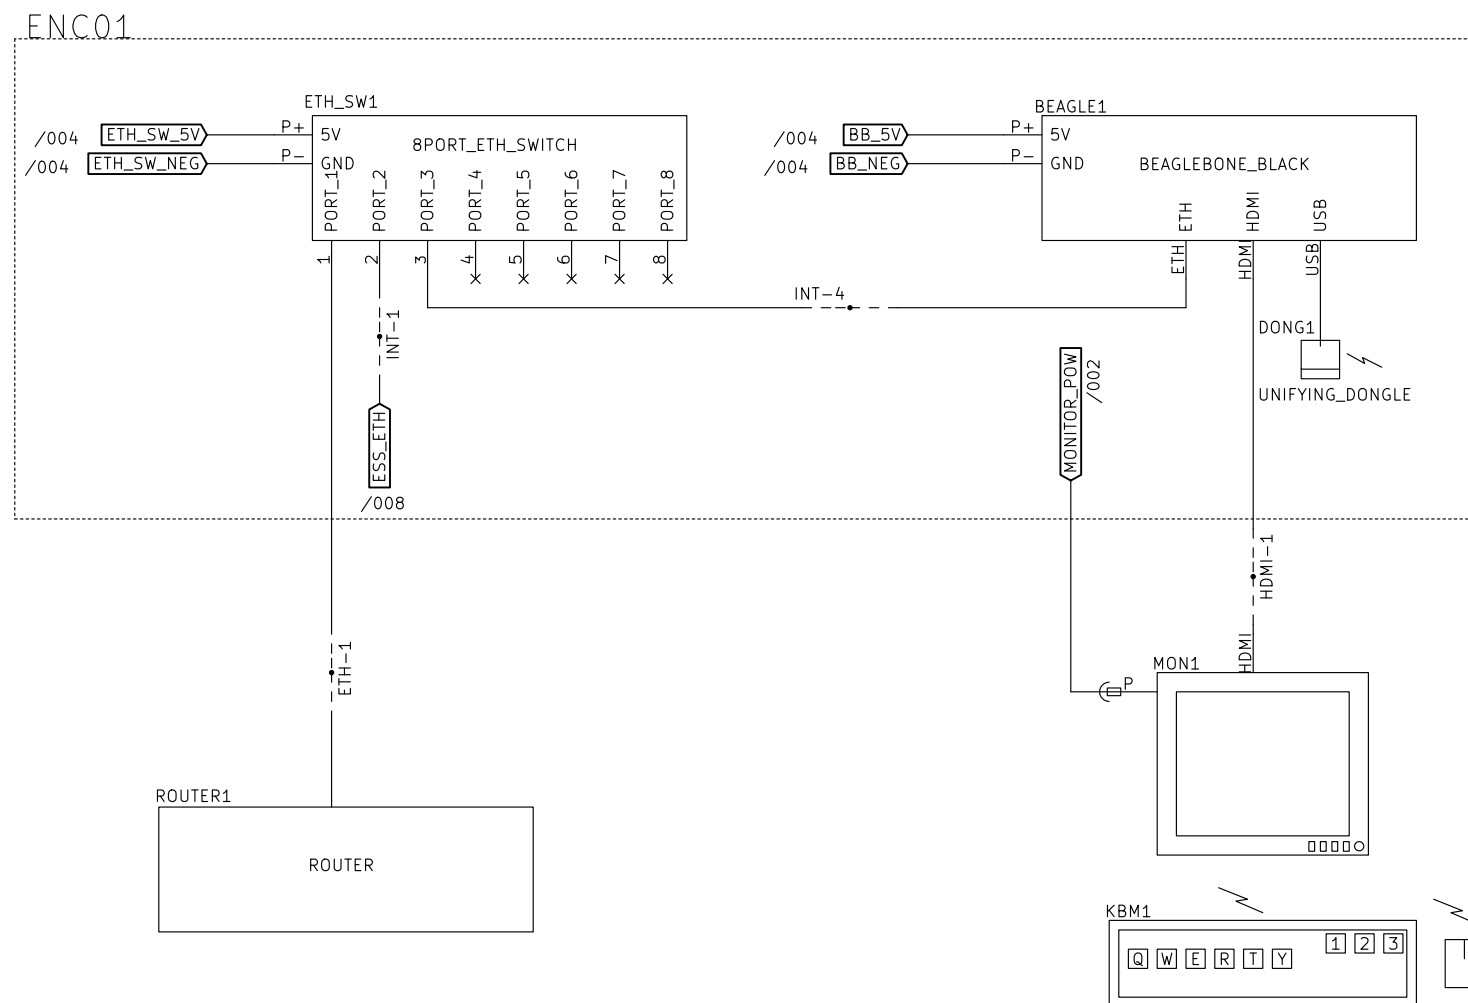 ENC01
ETH_SW1
BEAGLE1
/004 ETH_SW_5V P+ 5V
8PORT_ETH_SWITCH
/004 ETH_SW_NEG P- GND
PORT_1 PORT_2 PORT_3 PORT_4 PORT_5 PORT_6 PORT_7 PORT_8
1 2 3 4 5 6 7 8
/004 BB_5V P+ 5V
/004 BB_NEG P- GND
BEAGLEBONE_BLACK
ETH HDMI USB
ETH HDMI USB
INT-4
INT-1
DONG1
UNIFYING_DONGLE
MONITOR_POW
/002
ESS_ETH
/008
HDMI-1
HDMI
ETH-1
MON1
P
ROUTER1
ROUTER
KBM1
1 2 3
Q W E R T Y